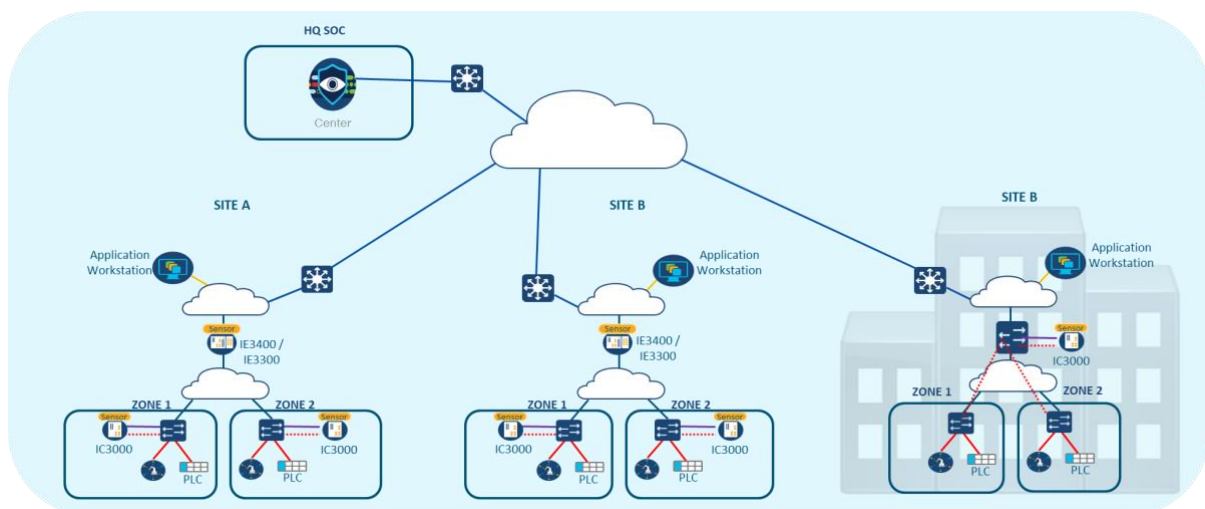 HQ SOC
Center
SITE A
SITE B
SITE B
Application
Workstation
Application
Workstation
Application
Workstation
Sensor
IE3400 /
IE3300
Sensor
IE3400 /
IE3300
Sensor
IC3000
ZONE 1
ZONE 2
Sensor
IC3000
PLC
Sensor
IC3000
PLC
ZONE 1
ZONE 2
Sensor
IC3000
PLC
Sensor
IC3000
PLC
ZONE 1
ZONE 2
PLC
PLC